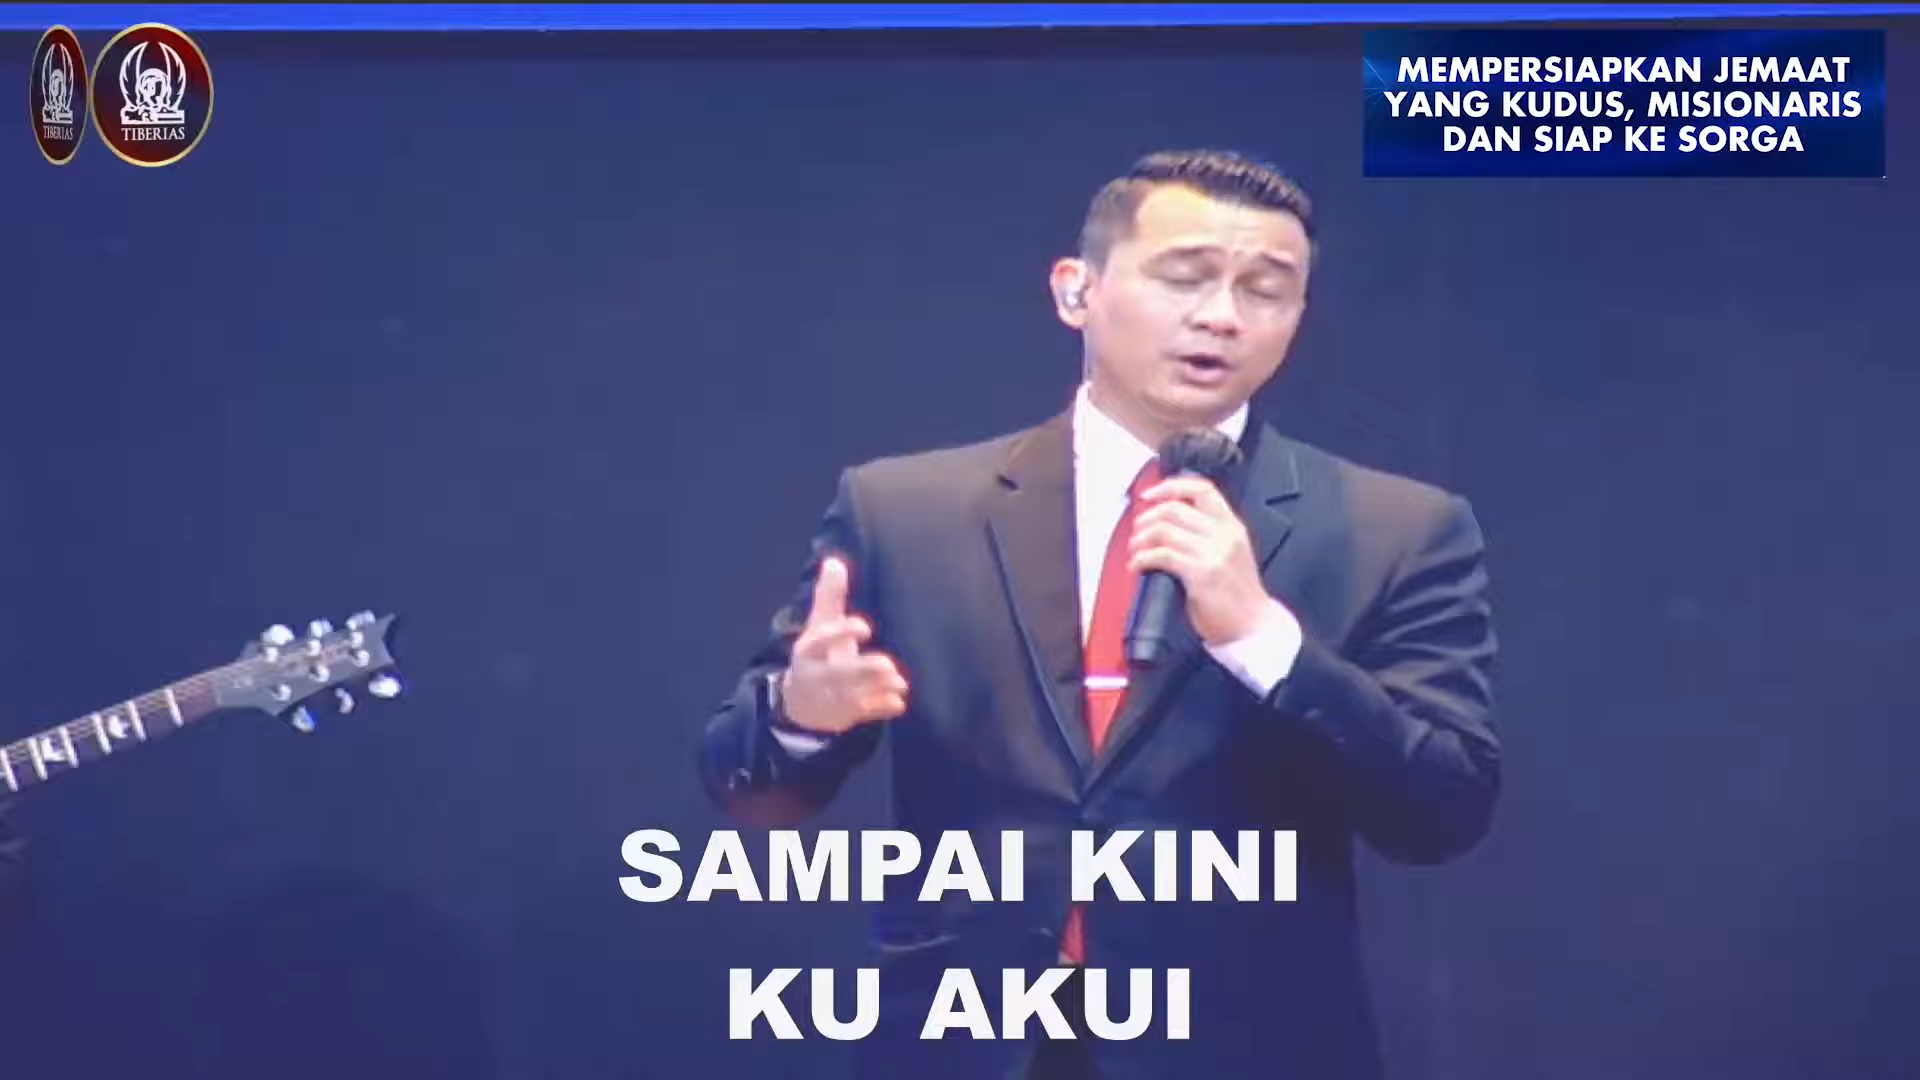 TIBERIAS
TIBERIAS
MEMPERSIAPKAN JEMAAT
YANG KUDUS, MISIONARIS
DAN SIAP KE SORGA
SAMPAI KINI
KU AKUI